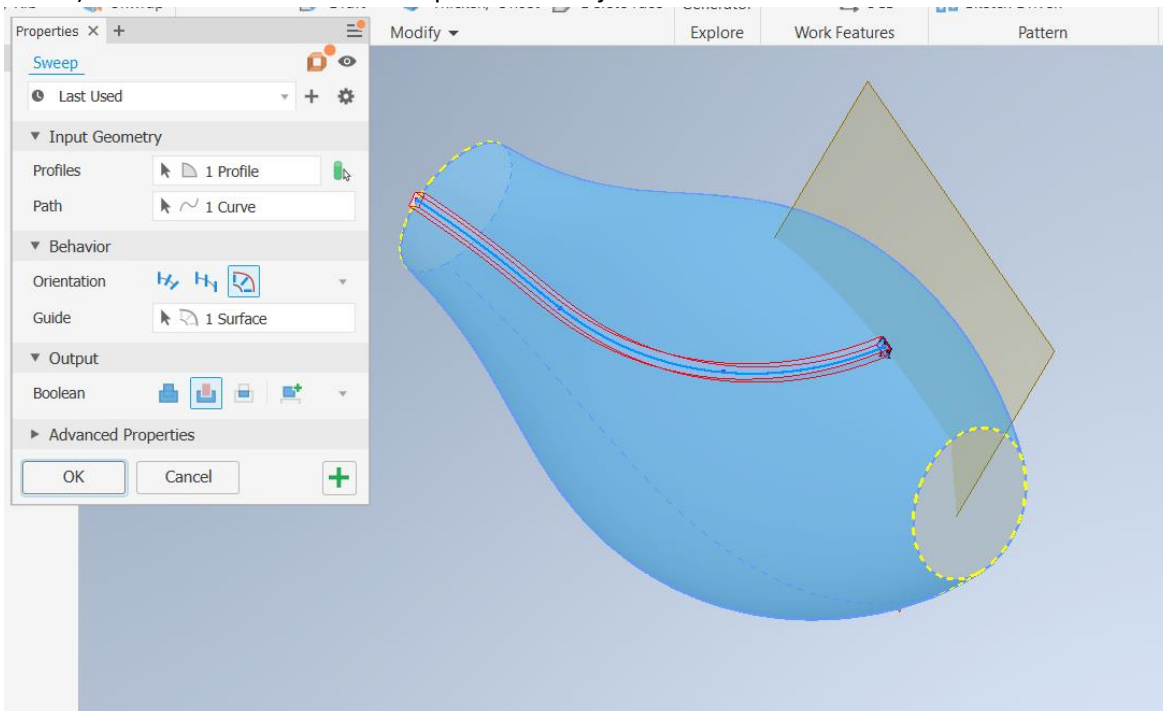 Properties × +
Modify
Explore
Work Features
Pattern
Sweep
Last Used
Input Geometry
Profiles
1 Profile
Path
1 Curve
Behavior
Orientation
Guide
1 Surface
Output
Boolean
Advanced Properties
OK
Cancel